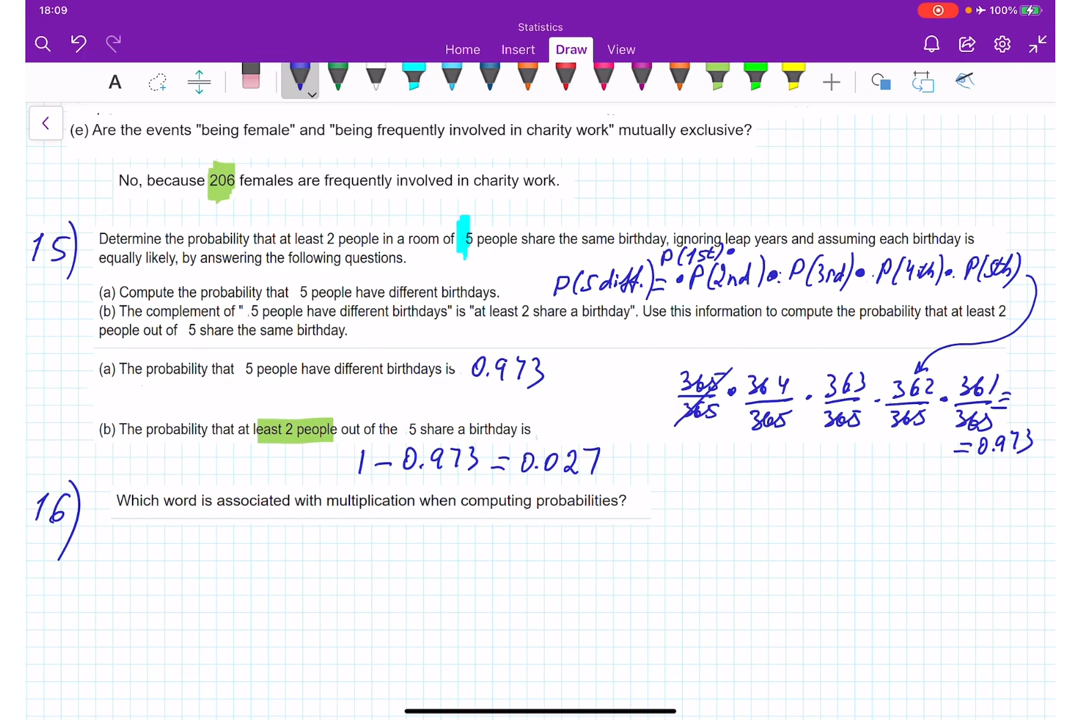 18:09
Statistics
100%
Home Insert Draw View
A
(e) Are the events "being female" and "being frequently involved in charity work" mutually exclusive?
No, because 206 females are frequently involved in charity work.
15)
Determine the probability that at least 2 people in a room of 5 people share the same birthday, ignoring leap years and assuming each birthday is
equally likely, by answering the following questions.
P(5 diff.) = P(1st) • P(2nd) • P(3rd) • P(4th) • P(5th)
(a) Compute the probability that 5 people have different birthdays.
(b) The complement of " 5 people have different birthdays" is "at least 2 share a birthday". Use this information to compute the probability that at least 2
people out of 5 share the same birthday.
(a) The probability that 5 people have different birthdays is 0.973
365/365 • 364/365 • 363/365 • 362/365 • 361/365 =
= 0.973
(b) The probability that at least 2 people out of the 5 share a birthday is
1 - 0.973 = 0.027
16)
Which word is associated with multiplication when computing probabilities?